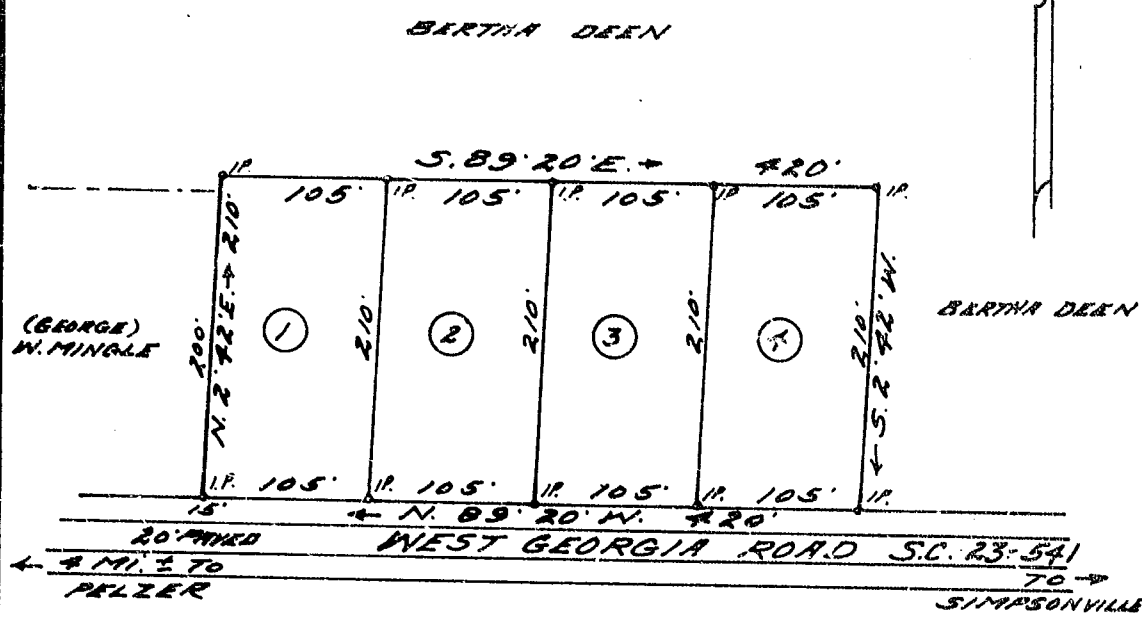 BERTHA DEEN
S. 89° 20' E. → 420'
I.P. 105' I.P. 105' I.P. 105' I.P. 105' I.P.
N. 2° 42' E. → 210'
200'
210'
210'
210'
210'
← S. 2° 42' W.
(GEORGE)
W. MINGLE
1 2 3 4
BERTHA DEEN
I.P. 105' I.P. 105' I.P. 105' I.P. 105' I.P.
15'
← N. 89° 20' W. 420'
20' PAVED
WEST GEORGIA ROAD S.C. 23-541
← 4 MI. ± TO
PELZER
TO →
SIMPSONVILLE